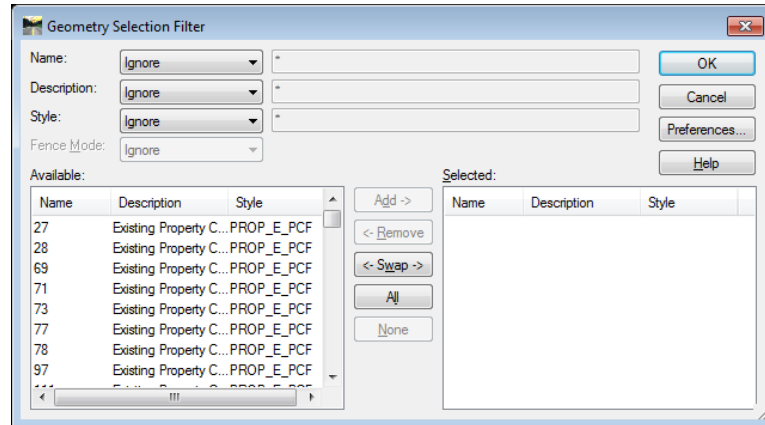 Geometry Selection Filter
Name: Ignore * OK
Description: Ignore * Cancel
Style: Ignore * Preferences...
Fence Mode: Ignore Help
Available: Selected:
Name Description Style Add -> Name Description Style
27 Existing Property C... PROP_E_PCF <- Remove
28 Existing Property C... PROP_E_PCF
69 Existing Property C... PROP_E_PCF <- Swap ->
71 Existing Property C... PROP_E_PCF All
73 Existing Property C... PROP_E_PCF
77 Existing Property C... PROP_E_PCF None
78 Existing Property C... PROP_E_PCF
97 Existing Property C... PROP_E_PCF